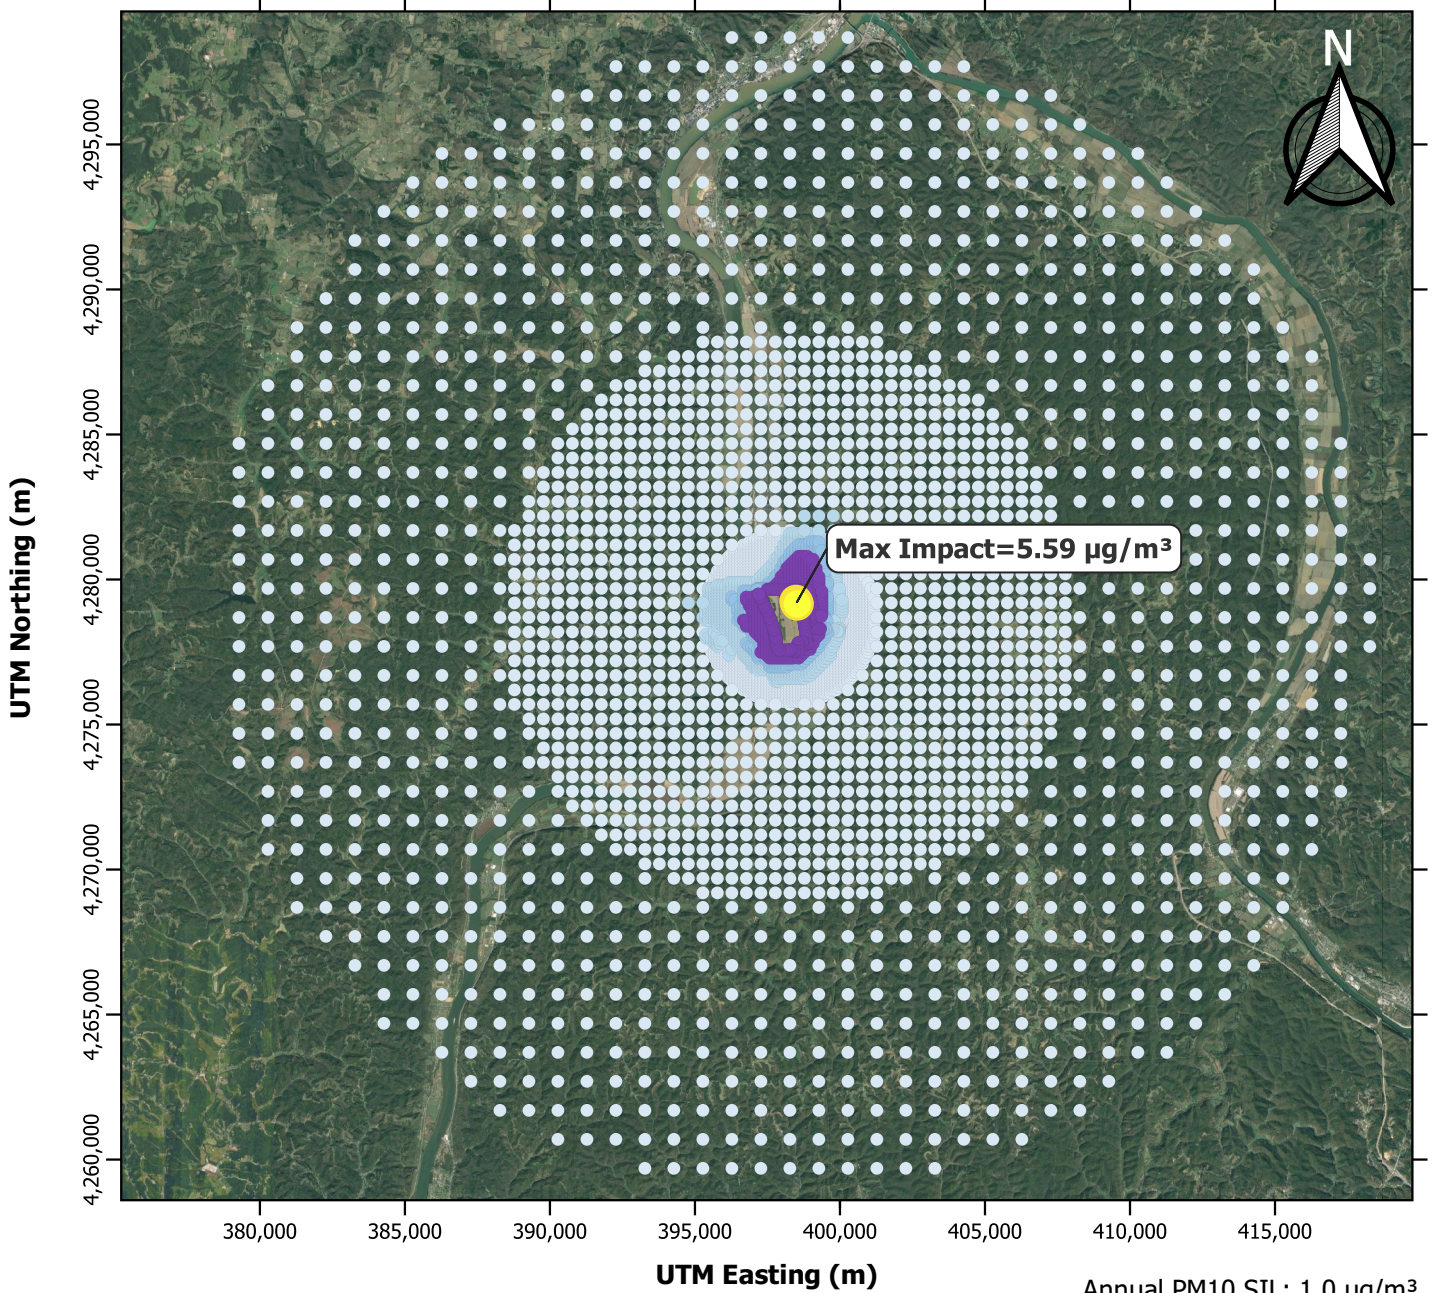 N
4,295,000
4,290,000
4,285,000
4,280,000
4,275,000
4,270,000
4,265,000
4,260,000
UTM Northing (m)
Max Impact=5.59 µg/m³
380,000 385,000 390,000 395,000 400,000 405,000 410,000 415,000
UTM Easting (m)
Annual PM10 SIL: 1.0 µg/m³